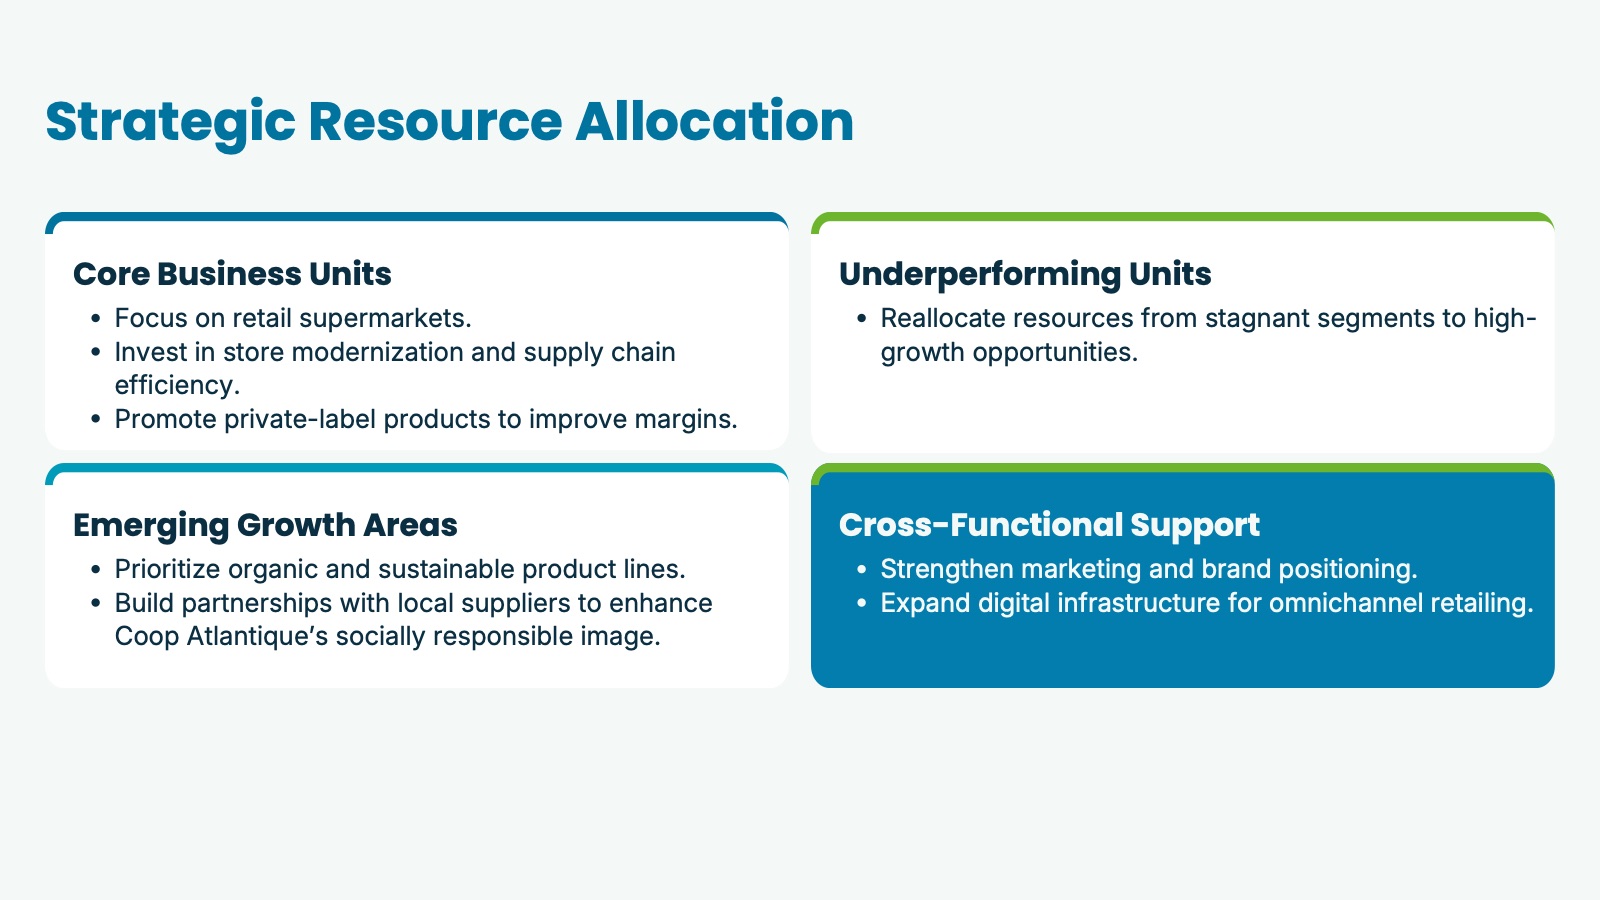 Strategic Resource Allocation
Core Business Units
• Focus on retail supermarkets.
• Invest in store modernization and supply chain
efficiency.
• Promote private-label products to improve margins.
Underperforming Units
• Reallocate resources from stagnant segments to high-
growth opportunities.
Emerging Growth Areas
• Prioritize organic and sustainable product lines.
• Build partnerships with local suppliers to enhance
Coop Atlantique’s socially responsible image.
Cross-Functional Support
• Strengthen marketing and brand positioning.
• Expand digital infrastructure for omnichannel retailing.